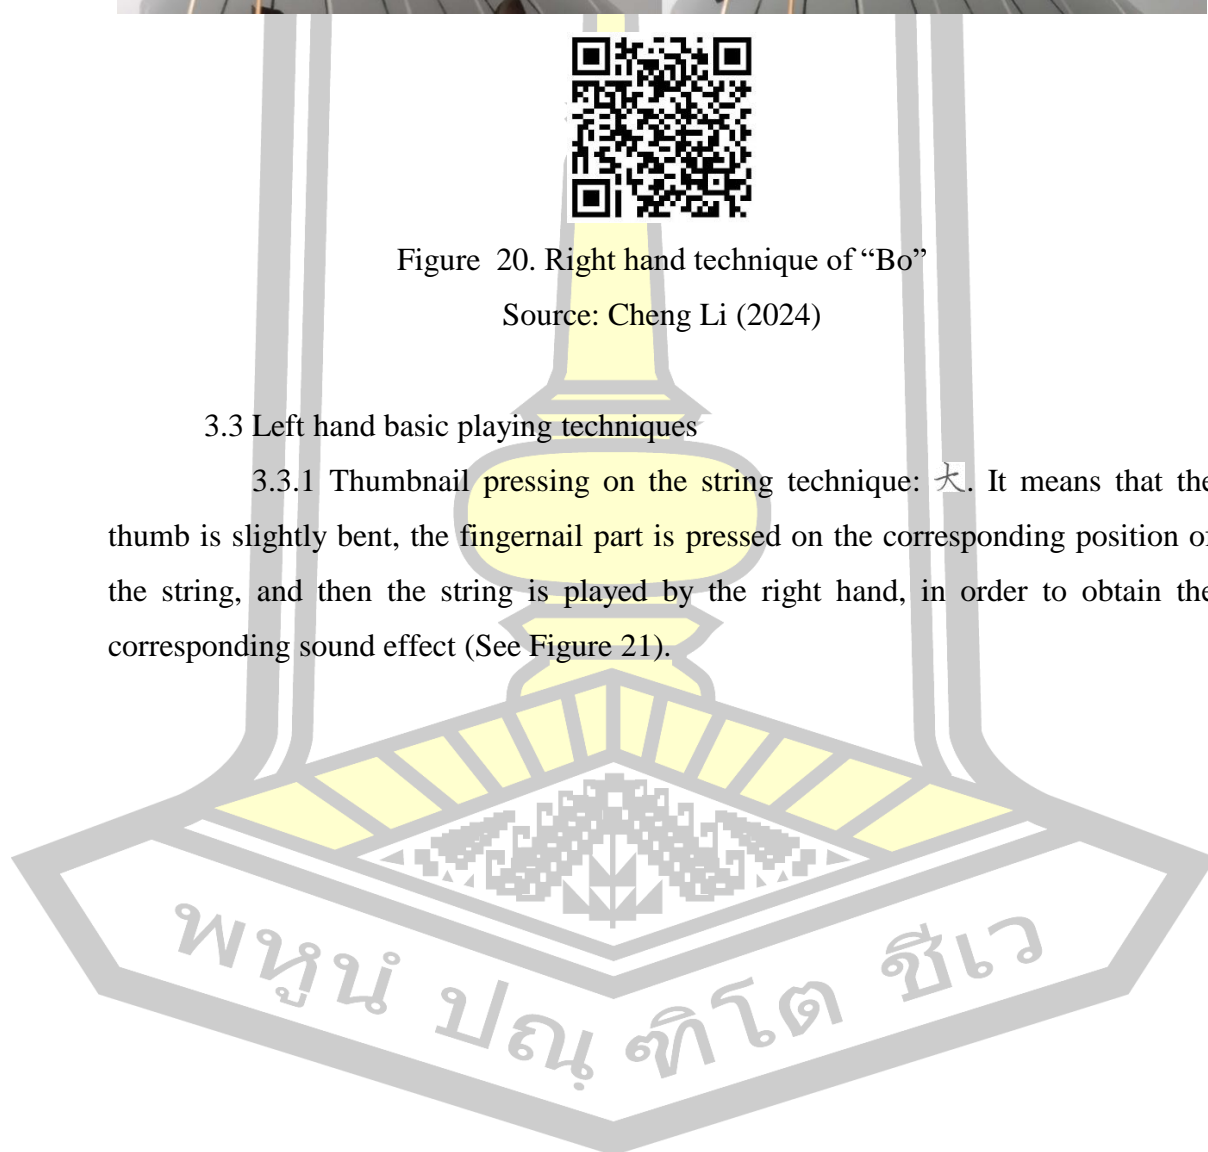 Figure 20. Right hand technique of “Bo”
Source: Cheng Li (2024)
3.3 Left hand basic playing techniques
3.3.1 Thumbnail pressing on the string technique: 大. It means that the
thumb is slightly bent, the fingernail part is pressed on the corresponding position of
the string, and then the string is played by the right hand, in order to obtain the
corresponding sound effect (See Figure 21).
พหูนํ ปณฺฑิโต ชีเว